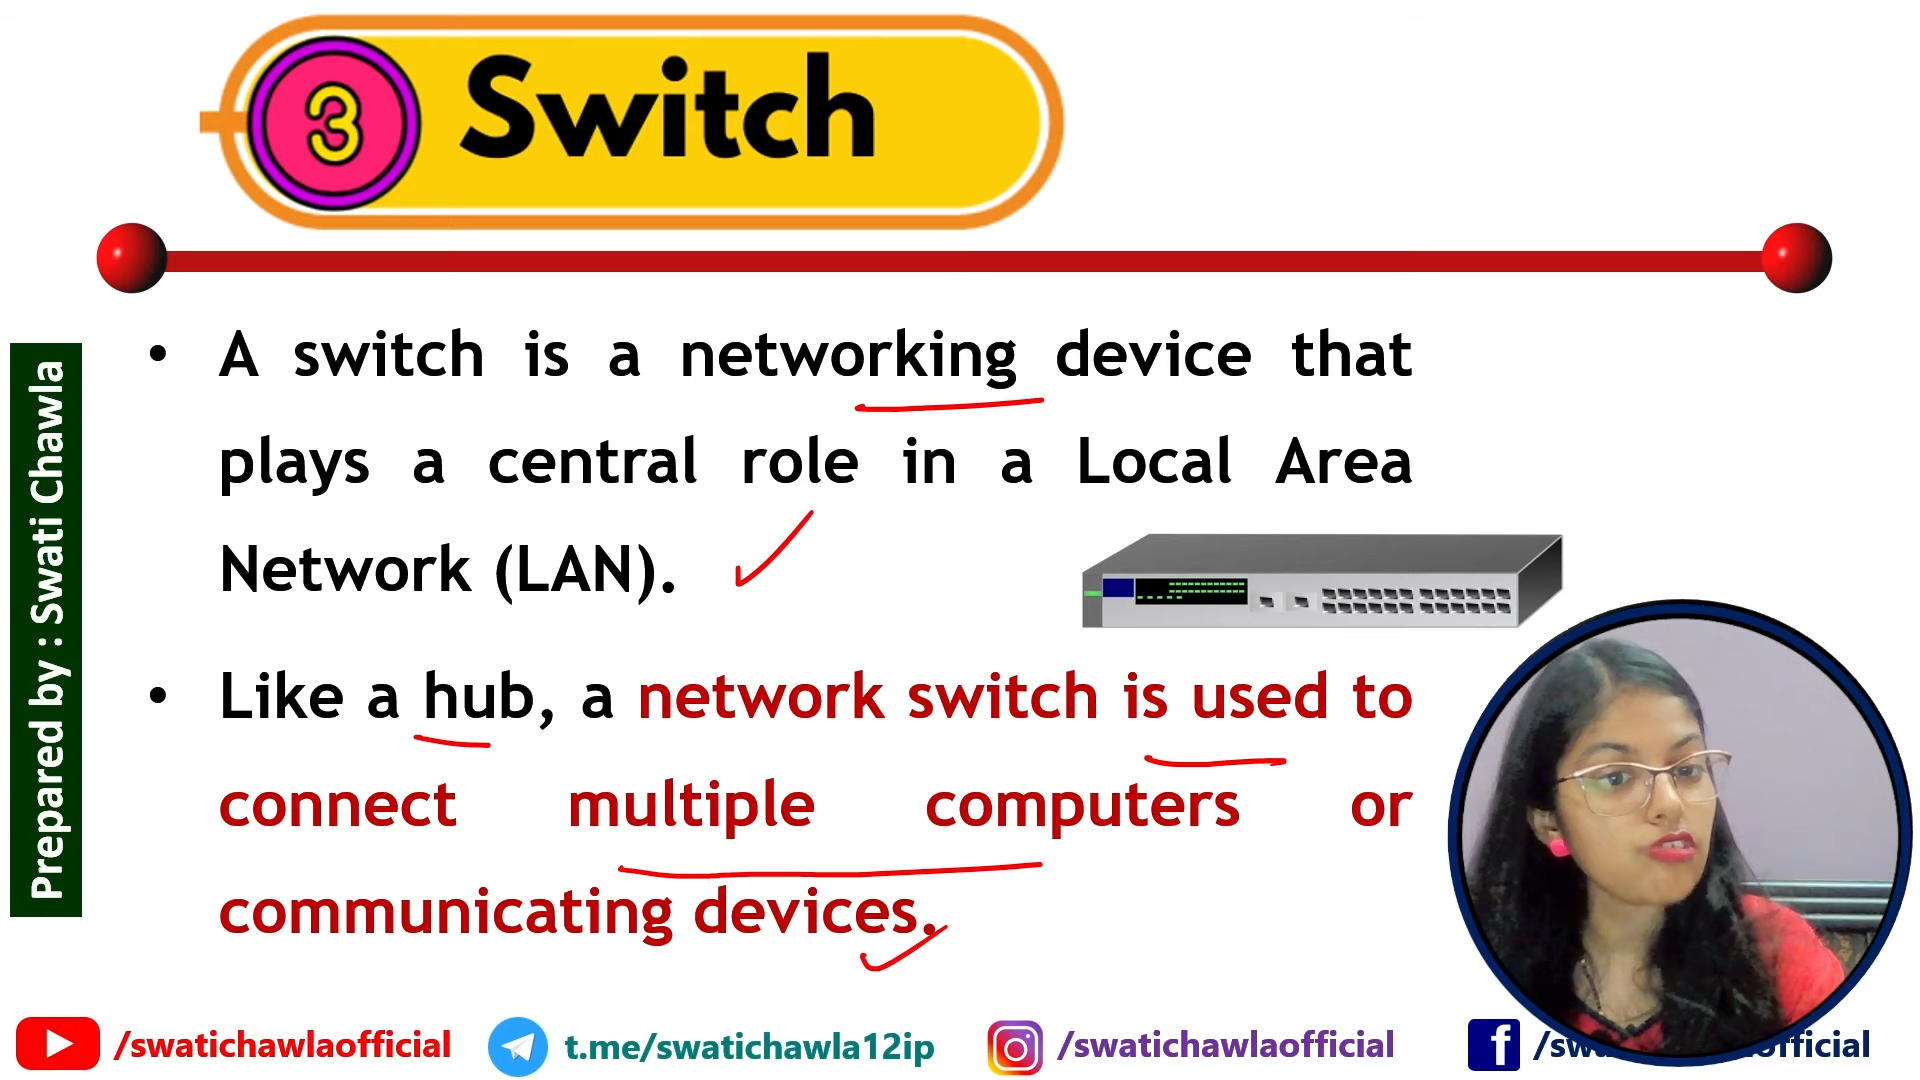 3 Switch
• A switch is a networking device that
plays a central role in a Local Area
Network (LAN).
• Like a hub, a network switch is used to
connect multiple computers or
communicating devices.
Prepared by : Swati Chawla
/swatichawlaofficial
t.me/swatichawla12ip
/swatichawlaofficial